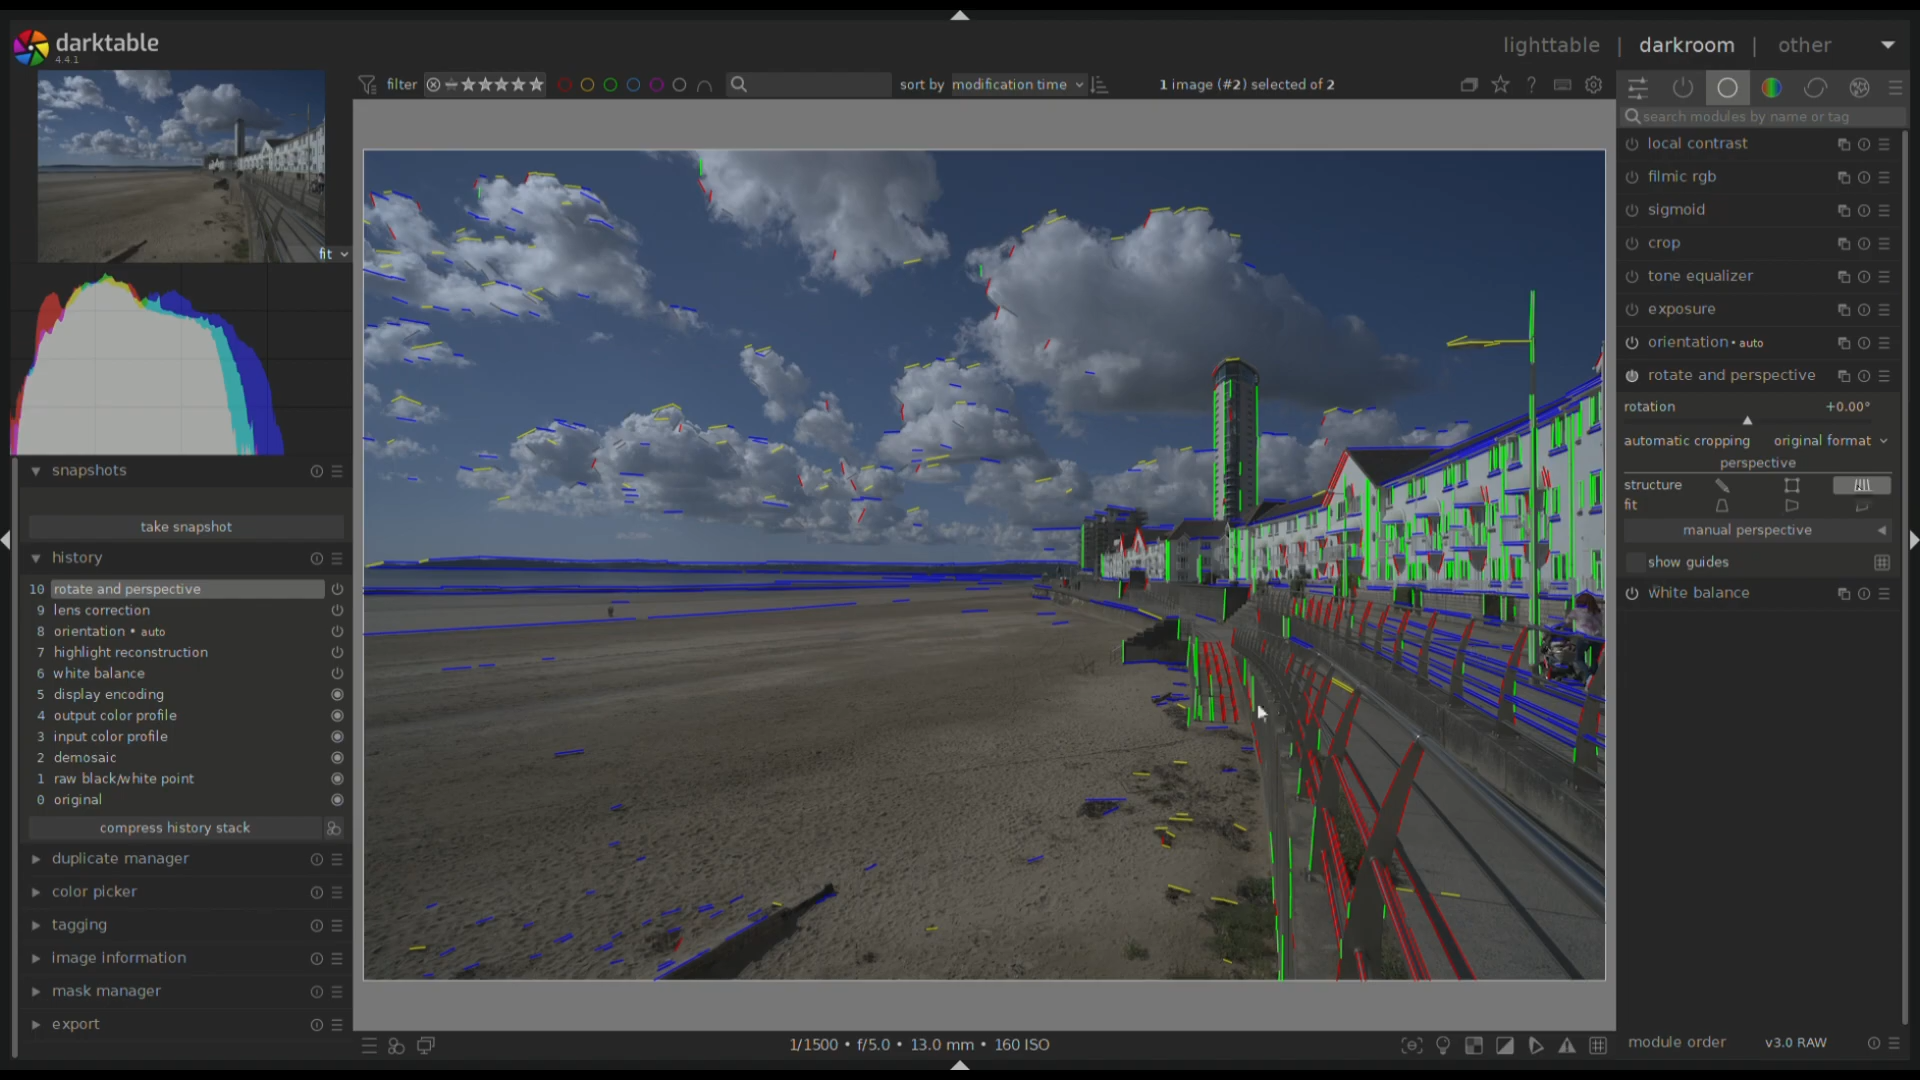 darktable
4.4.1
lighttable | darkroom | other
filter
sort by modification time
1 image (#2) selected of 2
fit
snapshots
take snapshot
history
10 rotate and perspective
9 lens correction
8 orientation • auto
7 highlight reconstruction
6 white balance
5 display encoding
4 output color profile
3 input color profile
2 demosaic
1 raw black/white point
0 original
compress history stack
duplicate manager
color picker
tagging
image information
mask manager
export
1/1500 • f/5.0 • 13.0 mm • 160 ISO
search modules by name or tag
local contrast
filmic rgb
sigmoid
crop
tone equalizer
exposure
orientation • auto
rotate and perspective
rotation +0.00°
automatic cropping original format
perspective
structure
fit
manual perspective
show guides
white balance
module order v3.0 RAW